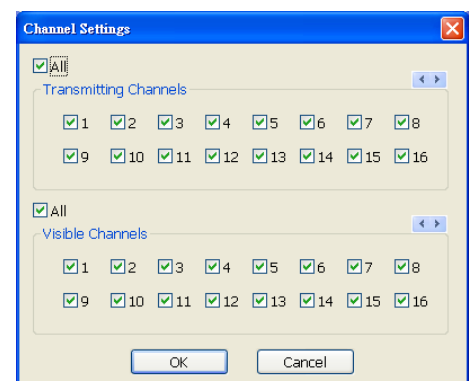 Channel Settings
All
Transmitting Channels
1 2 3 4 5 6 7 8
9 10 11 12 13 14 15 16
All
Visible Channels
1 2 3 4 5 6 7 8
9 10 11 12 13 14 15 16
OK Cancel